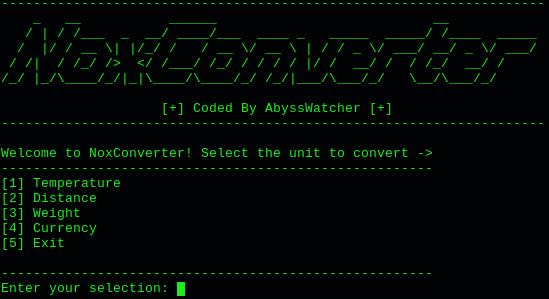 NoxConverter
[+] Coded By AbyssWatcher [+]
Welcome to NoxConverter! Select the unit to convert ->
[1] Temperature
[2] Distance
[3] Weight
[4] Currency
[5] Exit
Enter your selection: